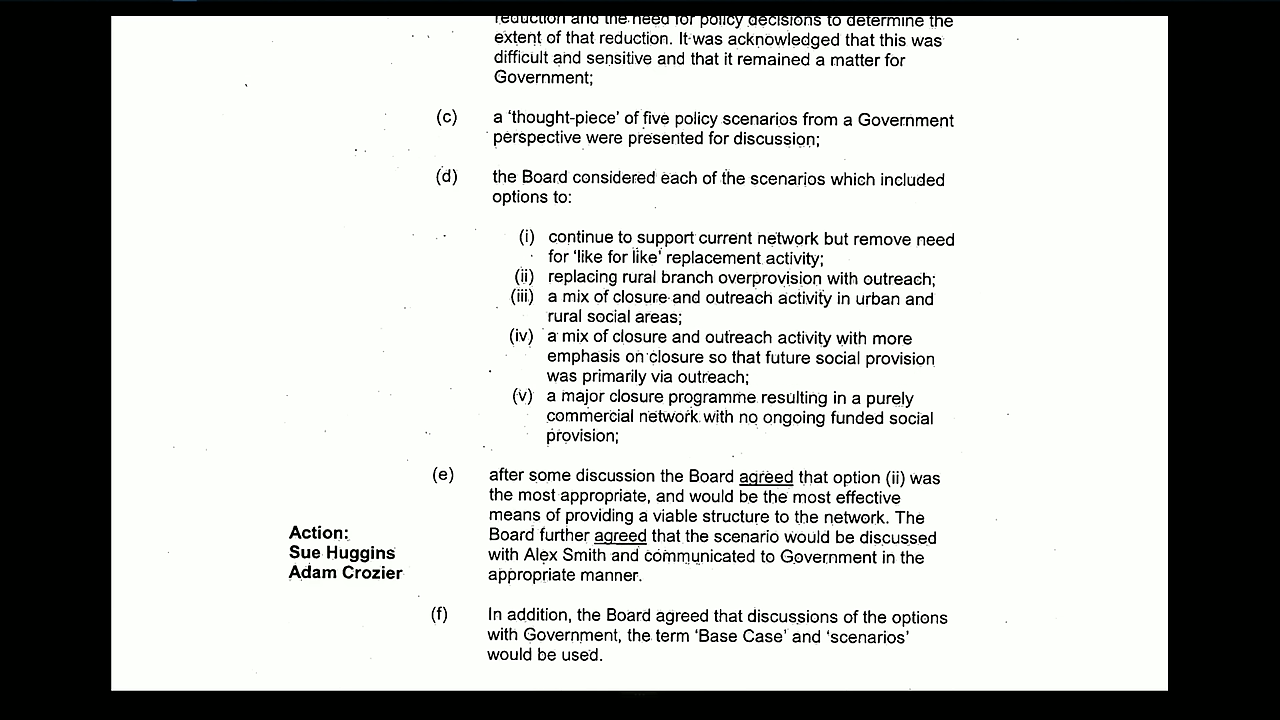 reduction and the need for policy decisions to determine the
extent of that reduction. It was acknowledged that this was
difficult and sensitive and that it remained a matter for
Government;
(c) a 'thought-piece' of five policy scenarios from a Government
perspective were presented for discussion;
(d) the Board considered each of the scenarios which included
options to:
(i) continue to support current network but remove need
for 'like for like' replacement activity;
(ii) replacing rural branch overprovision with outreach;
(iii) a mix of closure and outreach activity in urban and
rural social areas;
(iv) a mix of closure and outreach activity with more
emphasis on closure so that future social provision
was primarily via outreach;
(v) a major closure programme resulting in a purely
commercial network with no ongoing funded social
provision;
(e) after some discussion the Board agreed that option (ii) was
the most appropriate, and would be the most effective
means of providing a viable structure to the network. The
Action: Board further agreed that the scenario would be discussed
Sue Huggins with Alex Smith and communicated to Government in the
Adam Crozier appropriate manner.
(f) In addition, the Board agreed that discussions of the options
with Government, the term 'Base Case' and 'scenarios'
would be used.